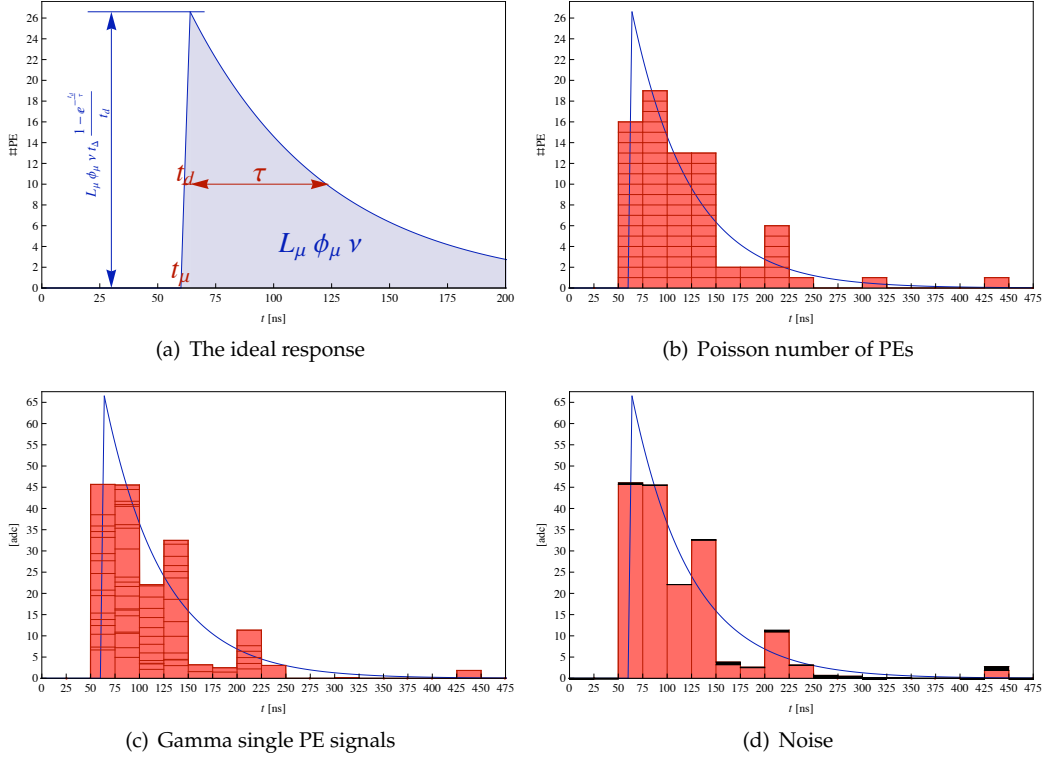 26
24
22
20
18
16
14
12
10
8
6
4
2
0
♯PE
L_μ ϕ_μ ν t_Δ (1 − e^(−t_d/τ))/t_d
t_d
τ
t_μ
L_μ ϕ_μ ν
0 25 50 75 100 125 150 175 200
t [ns]
(a) The ideal response
26
24
22
20
18
16
14
12
10
8
6
4
2
0
♯PE
0 25 50 75 100 125 150 175 200 225 250 275 300 325 350 375 400 425 450 475
t [ns]
(b) Poisson number of PEs
65
60
55
50
45
40
35
30
25
20
15
10
5
0
[adc]
0 25 50 75 100 125 150 175 200 225 250 275 300 325 350 375 400 425 450 475
t [ns]
(c) Gamma single PE signals
65
60
55
50
45
40
35
30
25
20
15
10
5
0
[adc]
0 25 50 75 100 125 150 175 200 225 250 275 300 325 350 375 400 425 450 475
t [ns]
(d) Noise